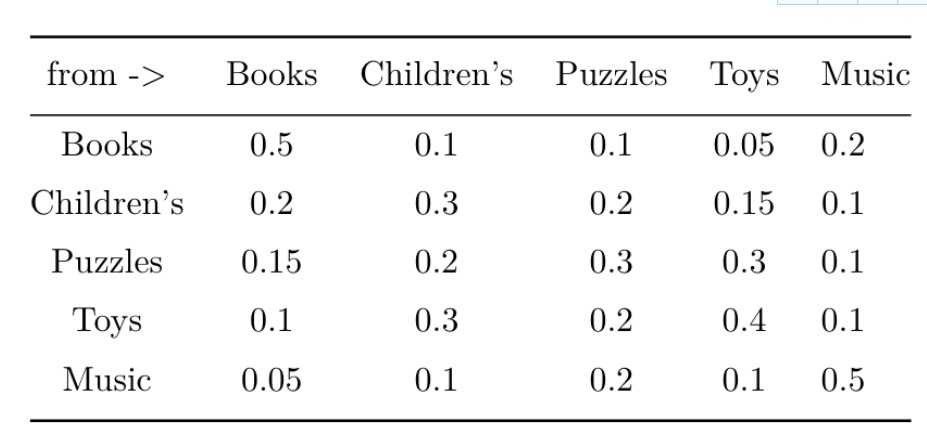 from -> Books Children's Puzzles Toys Music
Books 0.5 0.1 0.1 0.05 0.2
Children's 0.2 0.3 0.2 0.15 0.1
Puzzles 0.15 0.2 0.3 0.3 0.1
Toys 0.1 0.3 0.2 0.4 0.1
Music 0.05 0.1 0.2 0.1 0.5